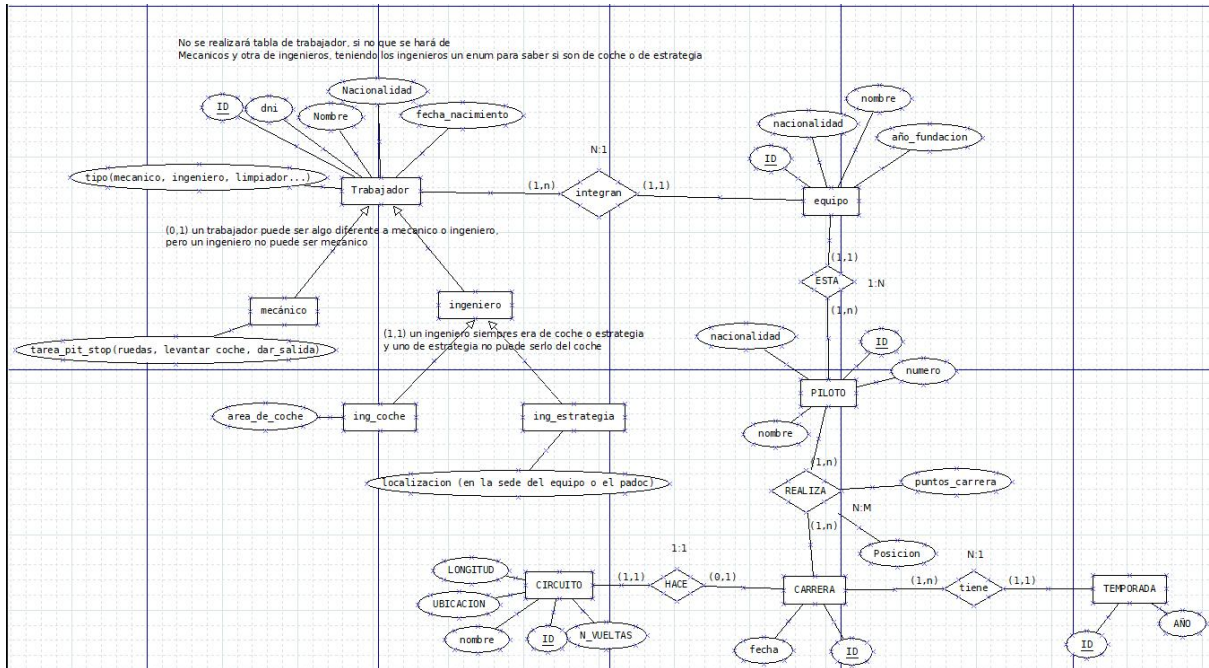 No se realizará tabla de trabajador, si no que se hará de
Mecanicos y otra de ingenieros, teniendo los ingenieros un enum para saber si son de coche o de estrategia
Nacionalidad
ID
dni
Nombre
fecha_nacimiento
tipo(mecanico, ingeniero, limpiador...)
Trabajador
(1,n)
N:1
integran
(1,1)
nombre
nacionalidad
año_fundacion
ID
equipo
(0,1) un trabajador puede ser algo diferente a mecanico o ingeniero,
pero un ingeniero no puede ser mecanico
(1,1)
ESTA
1:N
(1,n)
mecánico
ingeniero
tarea_pit_stop(ruedas, levantar coche, dar_salida)
(1,1) un ingeniero siempres era de coche o estrategia
y uno de estrategia no puede serlo del coche
nacionalidad
ID
numero
PILOTO
nombre
area_de_coche
ing_coche
ing_estrategia
localizacion (en la sede del equipo o el padoc)
(1,n)
REALIZA
puntos_carrera
N:M
(1,n)
Posicion
LONGITUD
UBICACION
nombre
ID
N_VUELTAS
CIRCUITO
(1,1)
1:1
HACE
(0,1)
CARRERA
fecha
ID
(1,n)
N:1
tiene
(1,1)
TEMPORADA
ID
AÑO